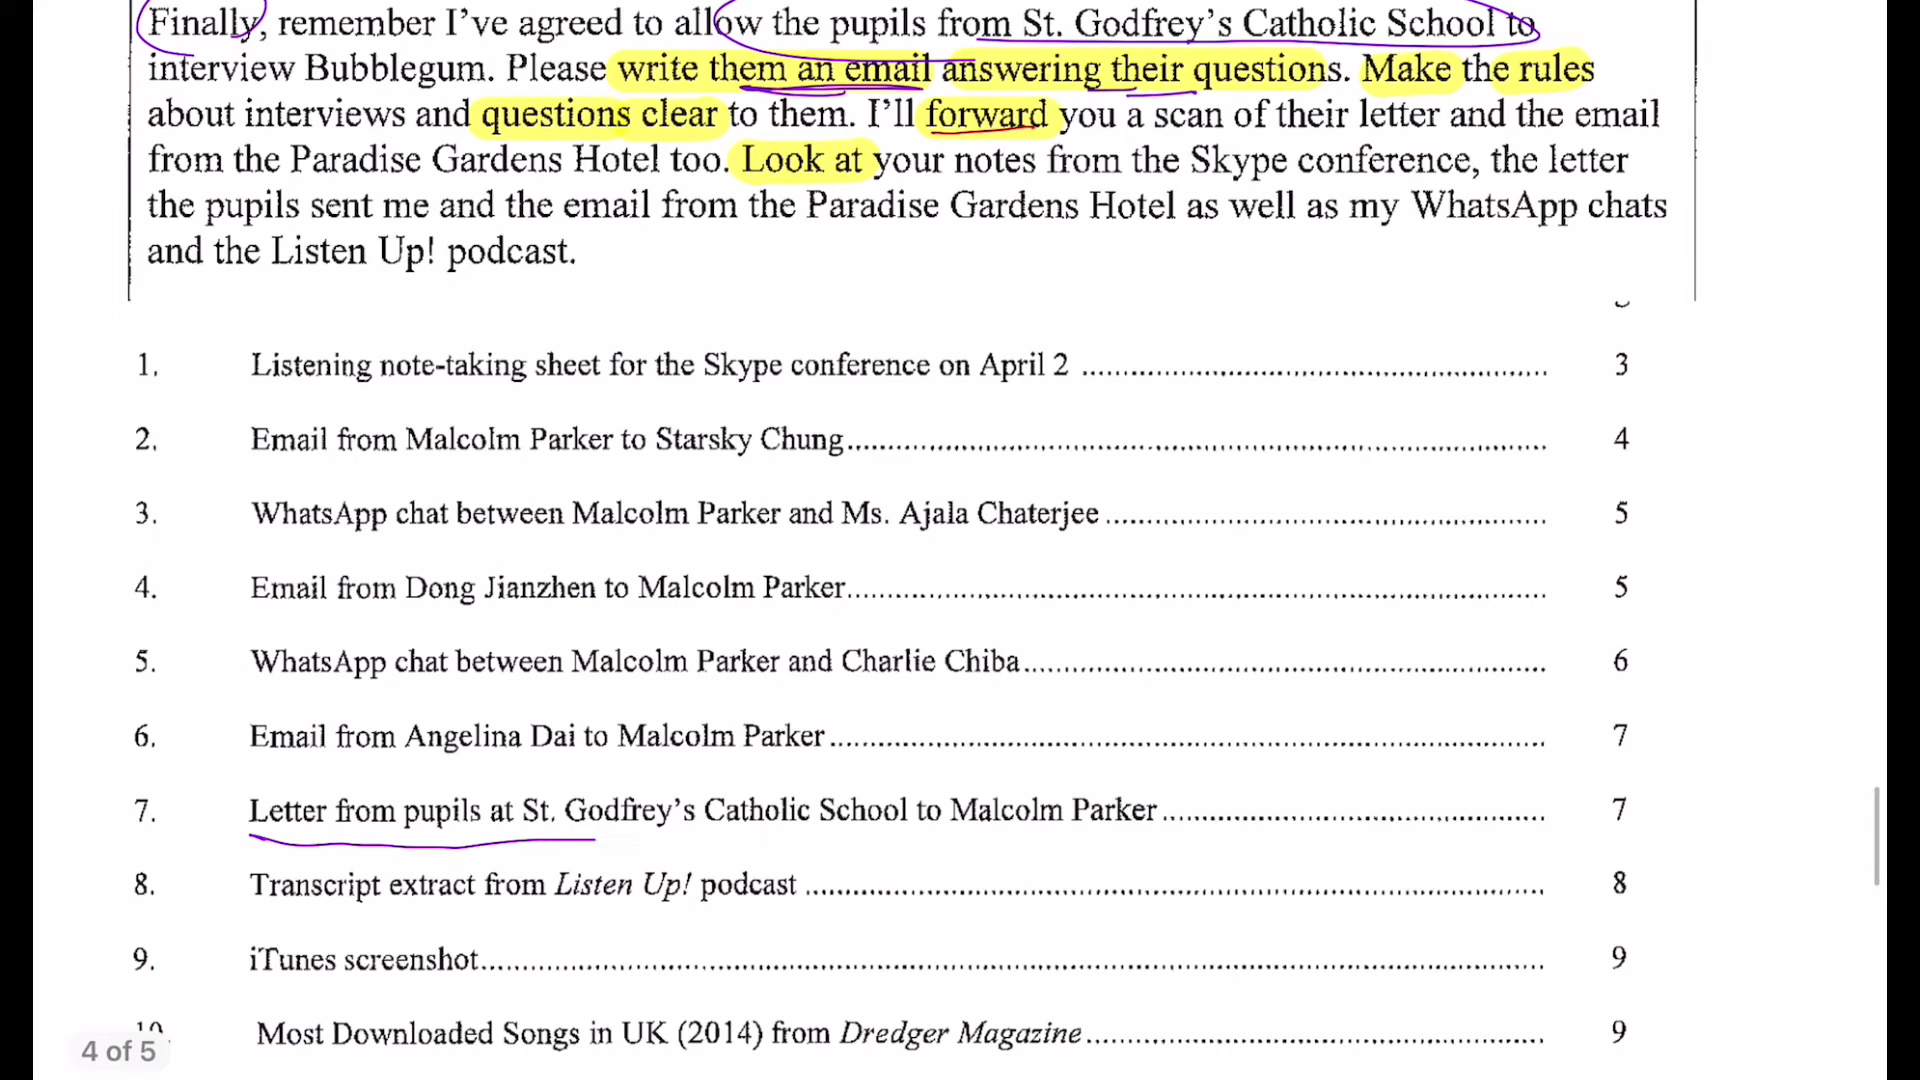 Finally, remember I've agreed to allow the pupils from St. Godfrey's Catholic School to
interview Bubblegum. Please write them an email answering their questions. Make the rules
about interviews and questions clear to them. I'll forward you a scan of their letter and the email
from the Paradise Gardens Hotel too. Look at your notes from the Skype conference, the letter
the pupils sent me and the email from the Paradise Gardens Hotel as well as my WhatsApp chats
and the Listen Up! podcast.
1. Listening note-taking sheet for the Skype conference on April 2 3
2. Email from Malcolm Parker to Starsky Chung 4
3. WhatsApp chat between Malcolm Parker and Ms. Ajala Chaterjee 5
4. Email from Dong Jianzhen to Malcolm Parker 5
5. WhatsApp chat between Malcolm Parker and Charlie Chiba 6
6. Email from Angelina Dai to Malcolm Parker 7
7. Letter from pupils at St. Godfrey's Catholic School to Malcolm Parker 7
8. Transcript extract from Listen Up! podcast 8
9. iTunes screenshot 9
10 Most Downloaded Songs in UK (2014) from Dredger Magazine 9
4 of 5